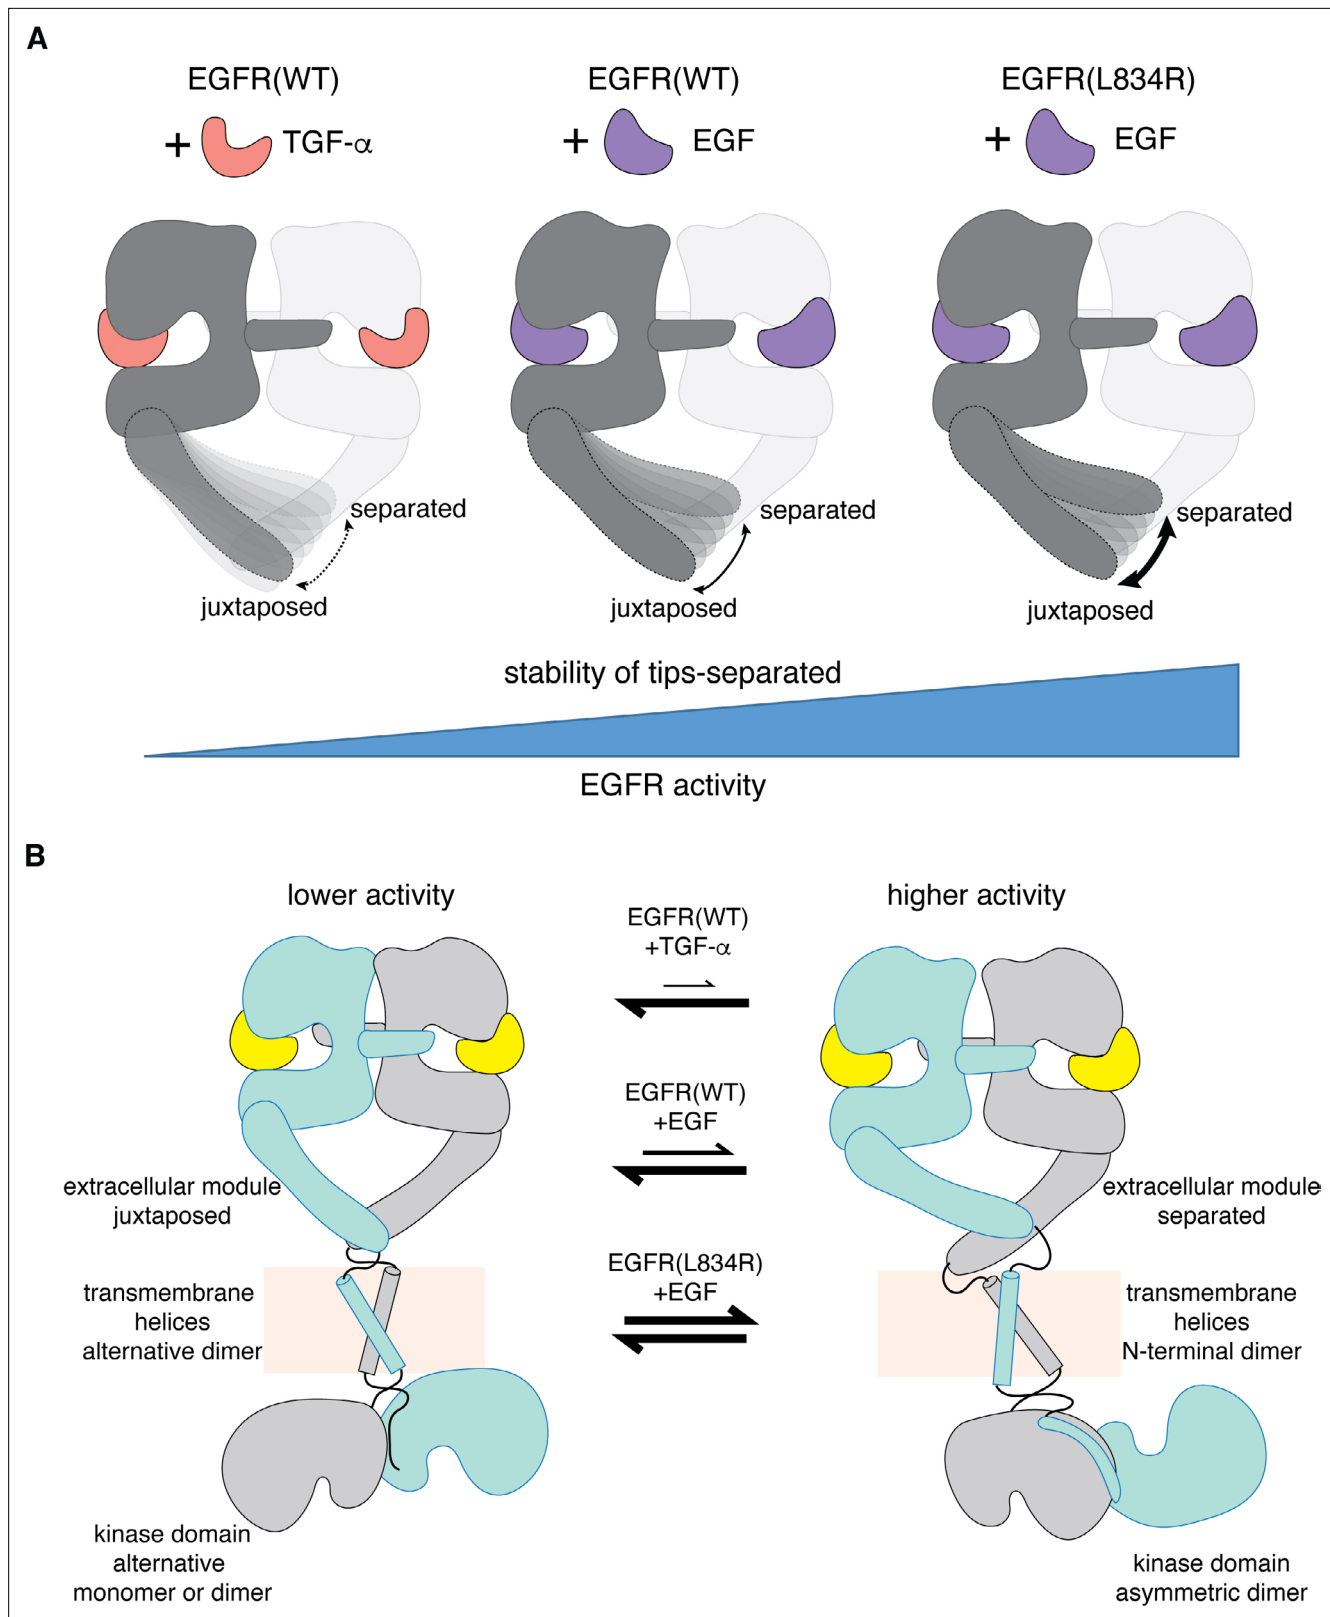 A
EGFR(WT)
+ TGF-α
EGFR(WT)
+ EGF
EGFR(L834R)
+ EGF
separated
juxtaposed
separated
juxtaposed
separated
juxtaposed
stability of tips-separated
EGFR activity
B
lower activity
higher activity
EGFR(WT)
+TGF-α
EGFR(WT)
+EGF
EGFR(L834R)
+EGF
extracellular module
juxtaposed
transmembrane
helices
alternative dimer
kinase domain
alternative
monomer or dimer
extracellular module
separated
transmembrane
helices
N-terminal dimer
kinase domain
asymmetric dimer